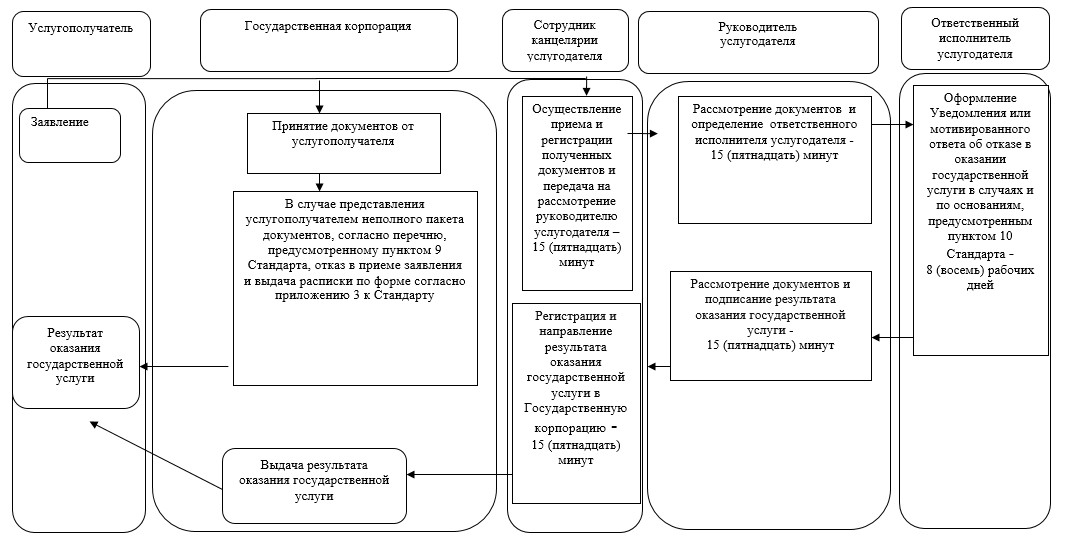 Услугополучатель
Государственная корпорация
Сотрудник
канцелярии
услугодателя
Руководитель
услугодателя
Ответственный
исполнитель
услугодателя
Заявление
Принятие документов от
услугополучателя
В случае представления
услугополучателем неполного пакета
документов, согласно перечню,
предусмотренному пунктом 9
Стандарта, отказ в приеме заявления
и выдача расписки по форме согласно
приложению 3 к Стандарту
Осуществление
приема и
регистрации
полученных
документов и
передача на
рассмотрение
руководителю
услугодателя –
15 (пятнадцать)
минут
Рассмотрение документов и
определение ответственного
исполнителя услугодателя -
15 (пятнадцать) минут
Оформление
Уведомления или
мотивированного
ответа об отказе в
оказании
государственной
услуги в случаях и
по основаниям,
предусмотренным
пунктом 10
Стандарта -
8 (восемь) рабочих
дней
Рассмотрение документов и
подписание результата
оказания государственной
услуги -
15 (пятнадцать) минут
Регистрация и
направление
результата
оказания
государственной
услуги в
Государственную
корпорацию -
15 (пятнадцать)
минут
Результат
оказания
государственной
услуги
Выдача результата
оказания государственной
услуги